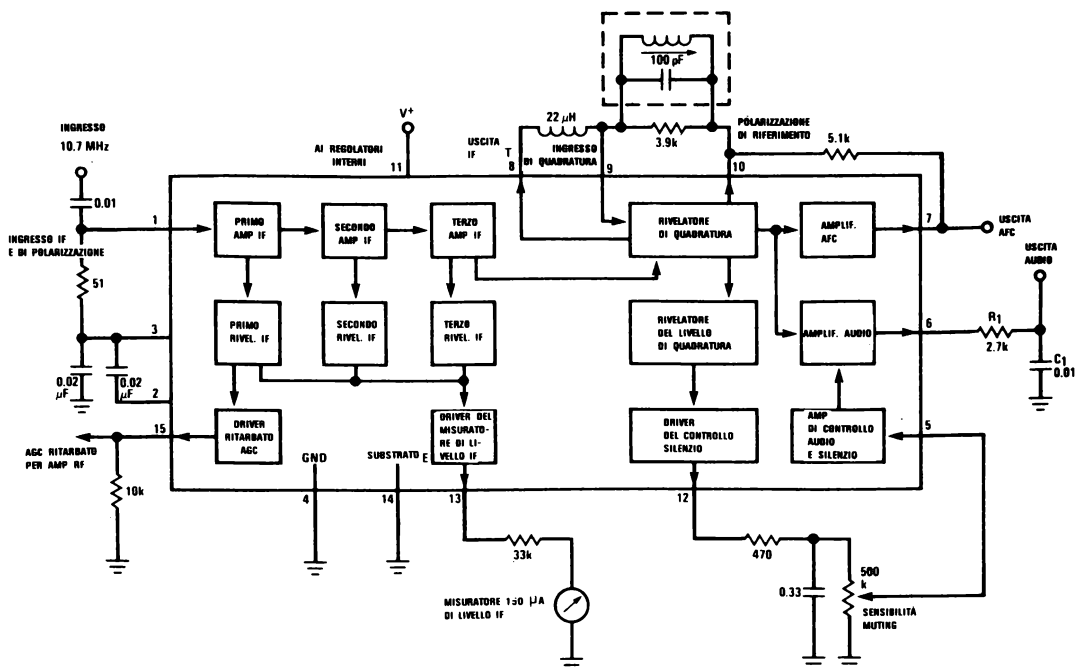 100 pF
V⁺
INGRESSO
10.7 MHz
22 µH
3.9k
POLARIZZAZIONE
DI RIFERIMENTO
5.1k
USCITA
IF
T
INGRESSO
DI QUADRATURA
AI REGOLATORI
INTERNI
11
8
9
10
0.01
1
INGRESSO IF
E DI POLARIZZAZIONE
PRIMO
AMP IF
SECONDO
AMP IF
TERZO
AMP IF
RIVELATORE
DI QUADRATURA
AMPLIF.
AFC
7
USCITA
AFC
USCITA
AUDIO
51
3
PRIMO
RIVEL. IF
SECONDO
RIVEL. IF
TERZO
RIVEL. IF
RIVELATORE
DEL LIVELLO
DI QUADRATURA
AMPLIF. AUDIO
6
R1
2.7k
C1
0.01
0.02
µF
0.02
µF
2
15
DRIVER
RITARBATO
AGC
DRIVER DEL
MISURATO-
RE DI LI-
VELLO IF
DRIVER
DEL CONTROLLO
SILENZIO
AMP
DI CONTROLLO
AUDIO
E SILENZIO
5
AGC RITARBATO
PER AMP RF
10k
GND
SUBSTRATO
E
4
14
13
12
33k
470
0.33
500
k
SENSIBILITÀ
MUTING
MISURATORE 150 µA
DI LIVELLO IF